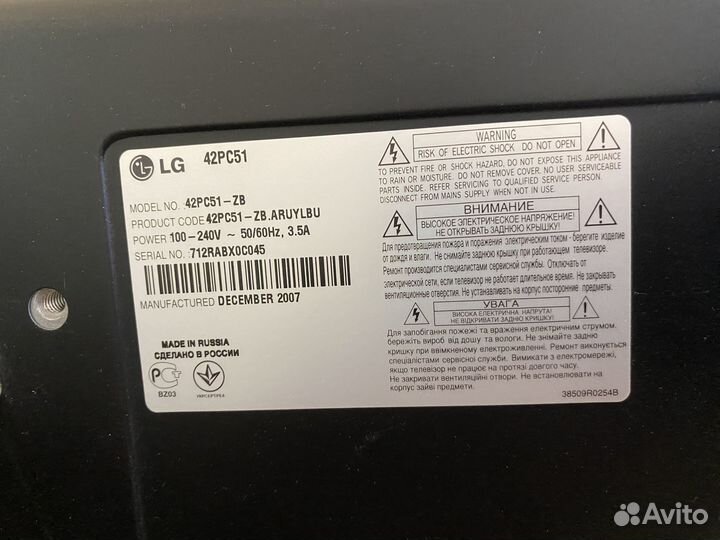 LG 42PC51
MODEL NO. 42PC51-ZB
PRODUCT CODE 42PC51-ZB.ARUYLBU
POWER 100-240V ~ 50/60Hz, 3.5A
SERIAL NO. 712RABX0C045
MANUFACTURED DECEMBER 2007
MADE IN RUSSIA
СДЕЛАНО В РОССИИ
BZ03
УКРСЕПРО
WARNING
RISK OF ELECTRIC SHOCK DO NOT OPEN
TO PREVENT FIRE OR SHOCK HAZARD, DO NOT EXPOSE THIS APPLIANCE
TO RAIN OR MOISTURE. DO NOT REMOVE COVER. NO USER SERVICEABLE
PARTS INSIDE. REFER SERVICING TO QUALIFIED SERVICE PERSONNEL
DISCONNECT FROM MAINS THIS UNIT WHEN NOT IN USE.
ВНИМАНИЕ
ВЫСОКОЕ ЭЛЕКТРИЧЕСКОЕ НАПРЯЖЕНИЕ!
НЕ ОТКРЫВАТЬ ЗАДНЮЮ КРЫШКУ!
Для предотвращения пожара и поражения электрическим током - берегите изделие
от дождя и влаги. Не снимайте заднюю крышку при включенном электропитании.
Ремонт производится специалистами сервисной службы. Отключать от
электрической сети, если телевизор не работает длительное время. Не закрывать
вентиляционные отверстия. Не устанавливать на корпус посторонние предметы.
УВАГА
ВИСОКА ЕЛЕКТРИЧНА НАПРУГА!
НЕ ВІДКРИВАТИ ЗАДНЮ КРИШКУ!
Для запобігання пожежі та враження електричним струмом.
бережіть виріб від дощу та вологи. Не знімайте задню
кришку при ввімкненому електроживленні. Ремонт виконується
спеціалістами сервісної служби. Вимикати з електромережі,
якщо телевізор не працює на протязі довгого часу.
Не закривати вентиляційні отвори. Не встановлювати на
корпус зайві предмети.
38509R0254B
Avito